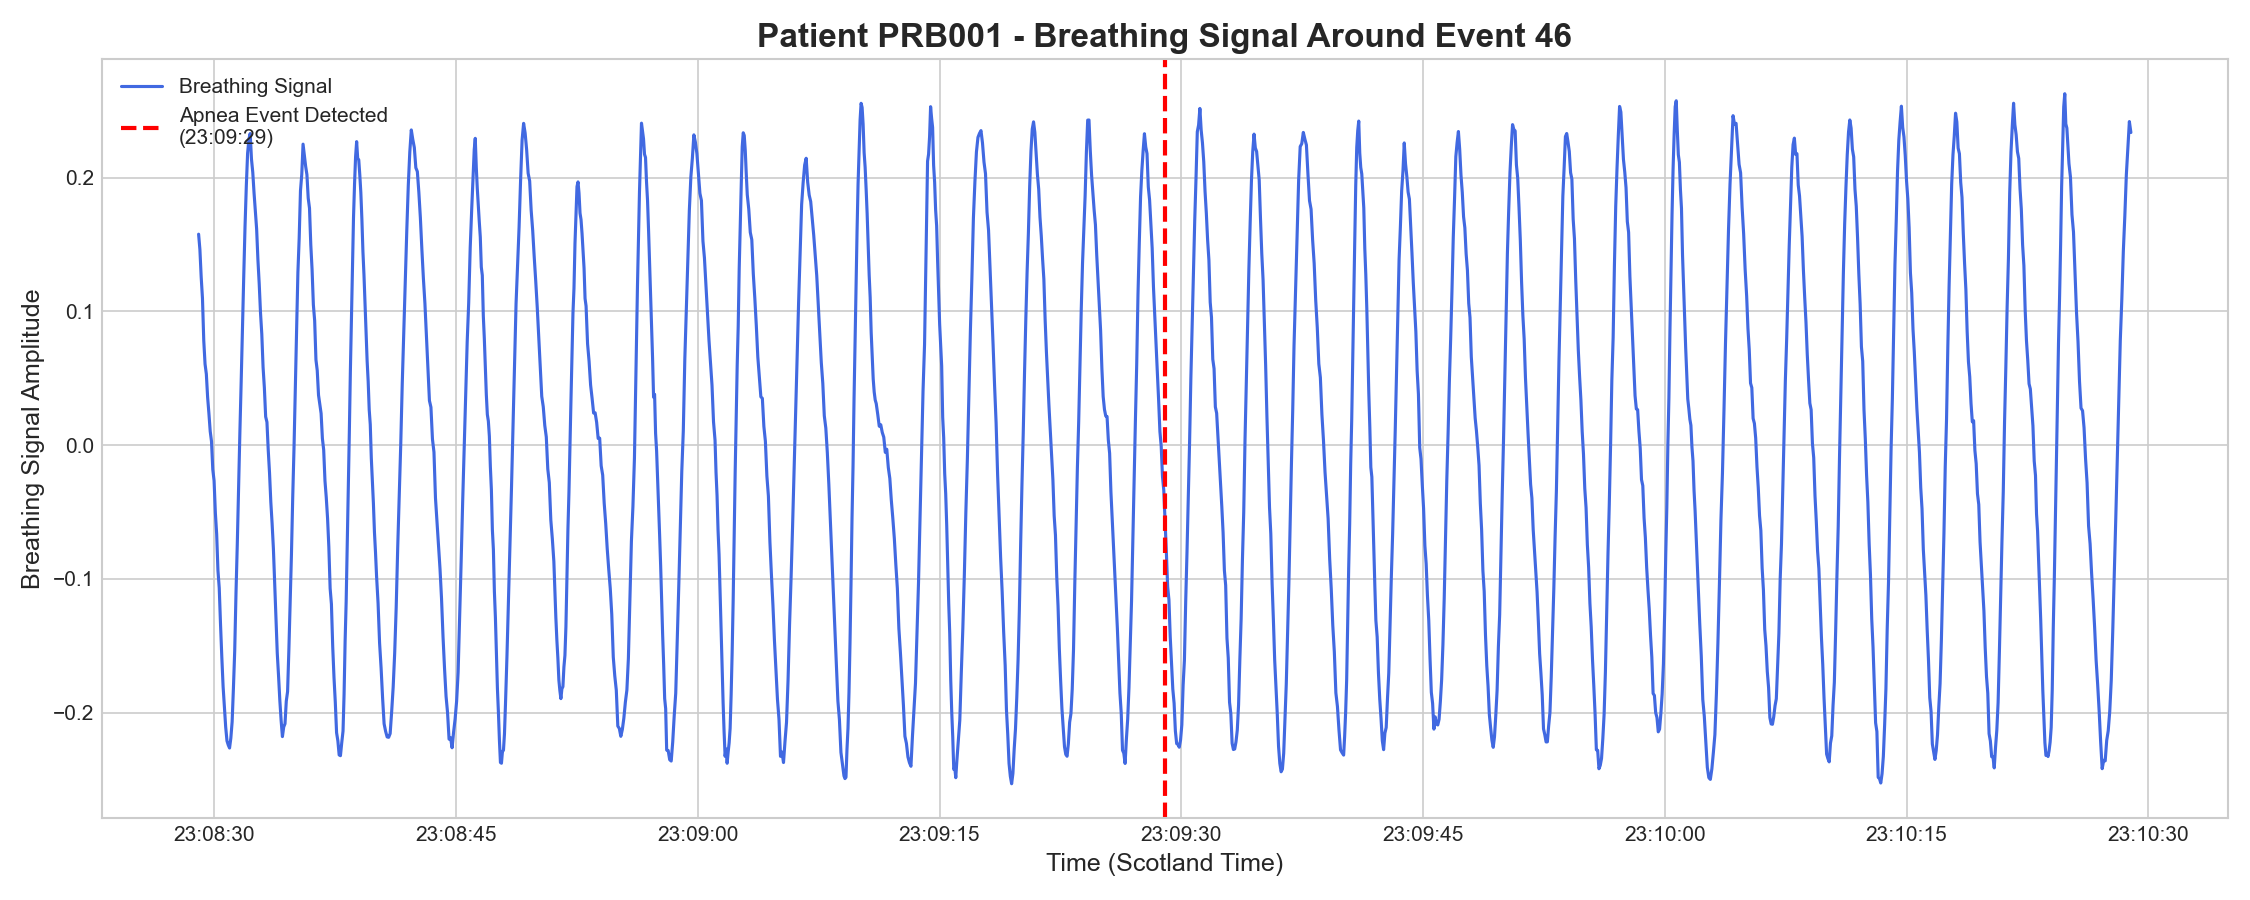 Patient PRB001 - Breathing Signal Around Event 46
Breathing Signal
Apnea Event Detected
(23:09:29)
Breathing Signal Amplitude
0.2
0.1
0.0
−0.1
−0.2
23:08:30 23:08:45 23:09:00 23:09:15 23:09:30 23:09:45 23:10:00 23:10:15 23:10:30
Time (Scotland Time)